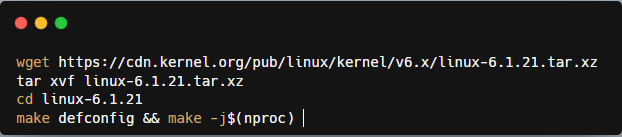 wget https://cdn.kernel.org/pub/linux/kernel/v6.x/linux-6.1.21.tar.xz
tar xvf linux-6.1.21.tar.xz
cd linux-6.1.21
make defconfig && make -j$(nproc)